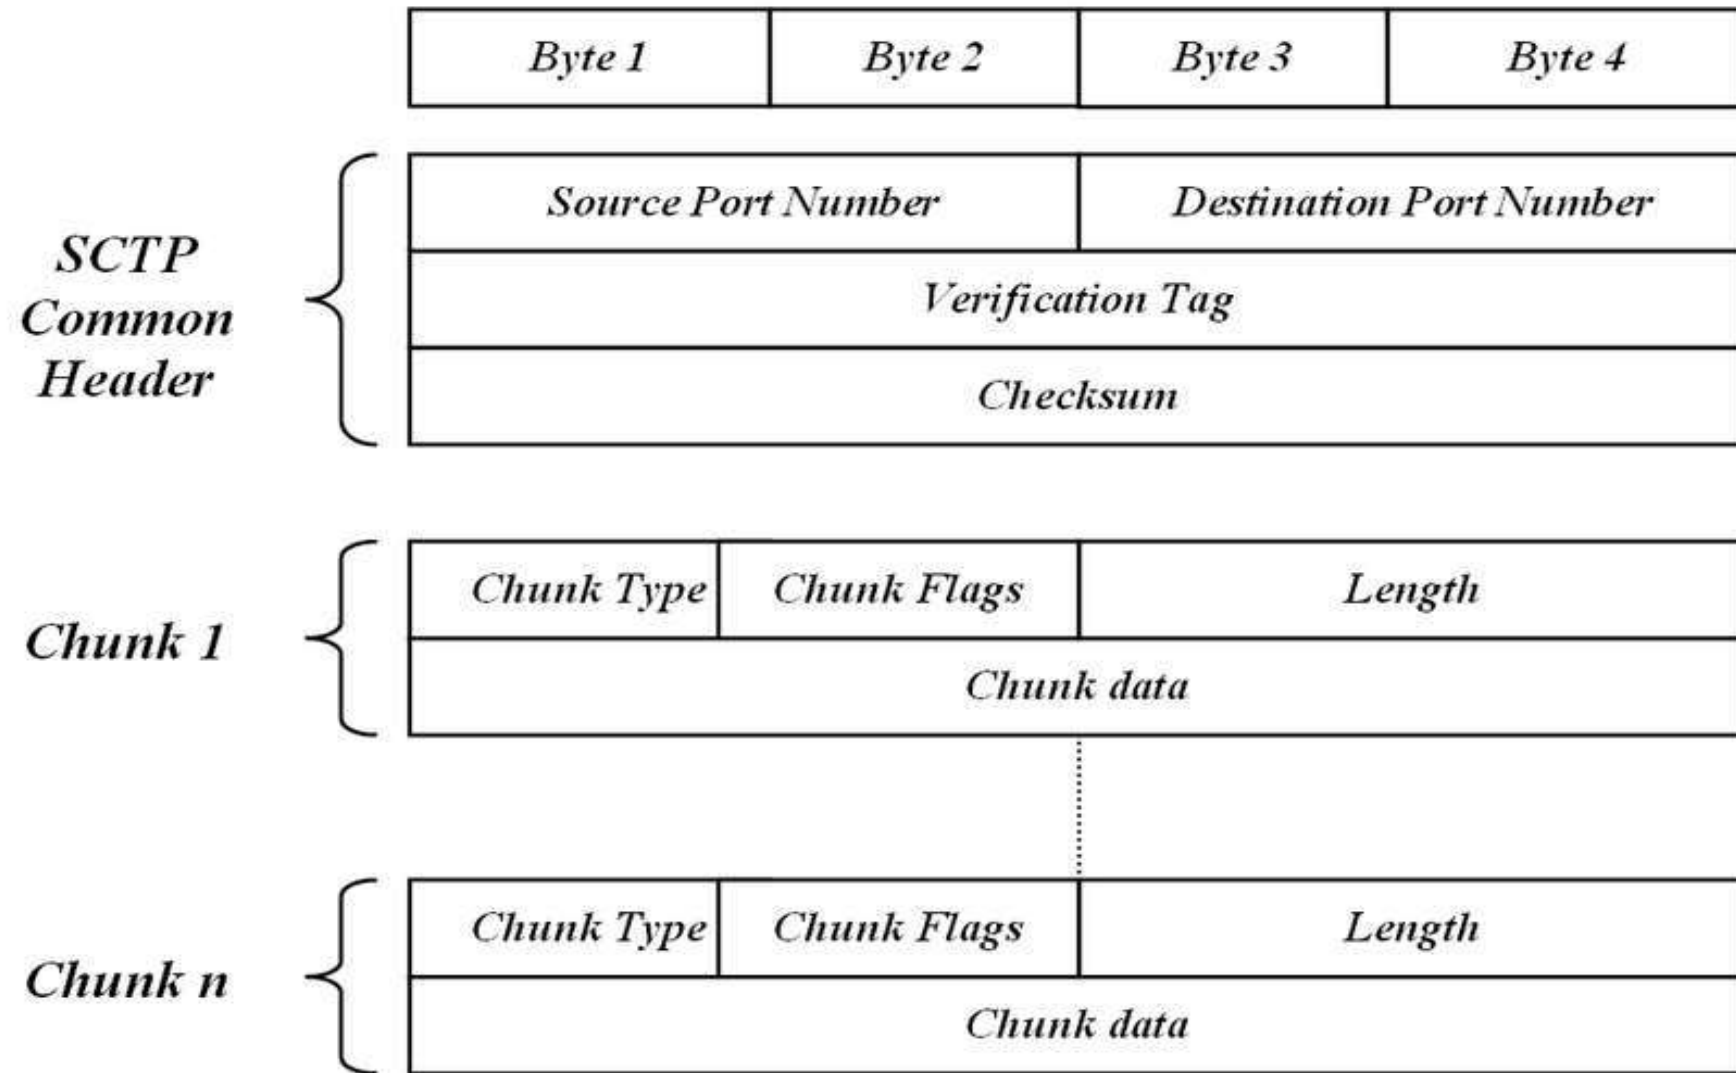 Byte 1 Byte 2 Byte 3 Byte 4
SCTP
Common
Header
Source Port Number Destination Port Number
Verification Tag
Checksum
Chunk 1
Chunk Type Chunk Flags Length
Chunk data
Chunk n
Chunk Type Chunk Flags Length
Chunk data